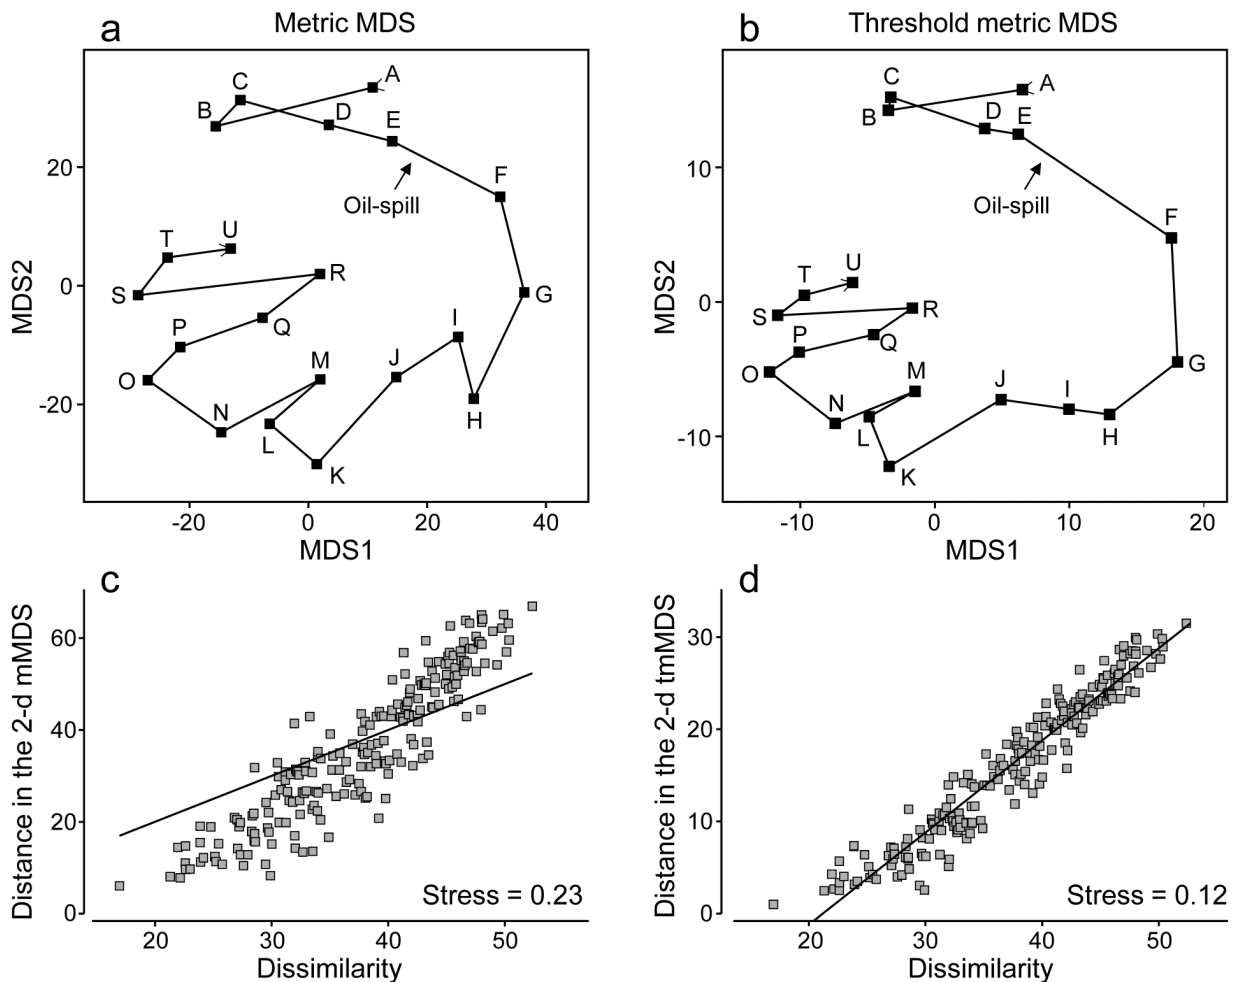 a
Metric MDS
C
A
B
D
E
20
F
Oil-spill
T
U
MDS2
0
S
R
G
P
Q
I
O
M
J
-20
N
H
L
K
-20
0
20
40
MDS1
b
Threshold metric MDS
C
A
B
D
E
10
Oil-spill
F
T
U
MDS2
0
S
R
P
Q
G
O
M
J
I
N
H
L
-10
K
-10
0
10
20
MDS1
c
Distance in the 2-d mMDS
60
40
20
0
Stress = 0.23
20
30
40
50
Dissimilarity
d
Distance in the 2-d tmMDS
30
20
10
0
Stress = 0.12
20
30
40
50
Dissimilarity